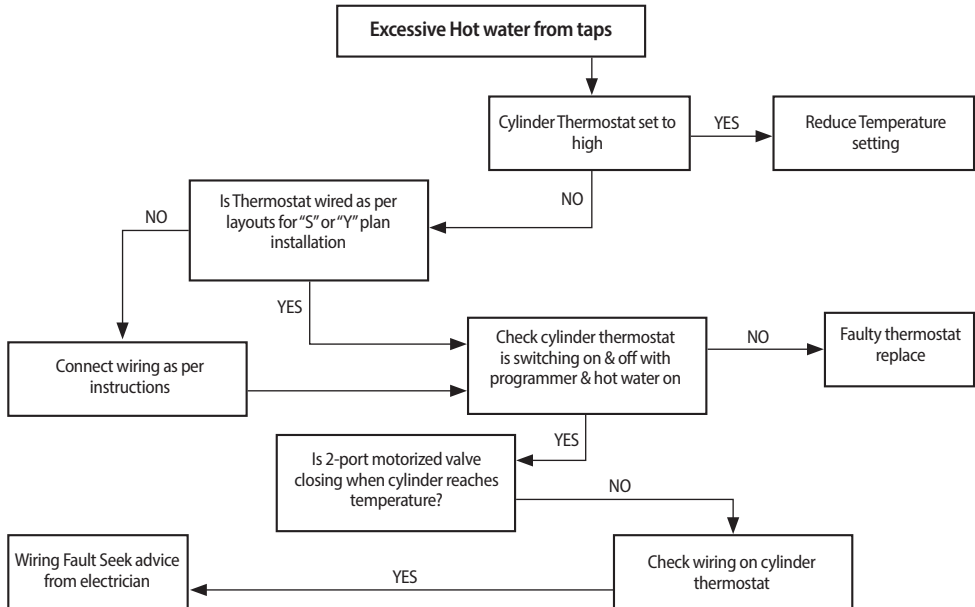 Excessive Hot water from taps
Cylinder Thermostat set to
high
YES
Reduce Temperature
setting
NO
Is Thermostat wired as per
layouts for “S” or “Y” plan
installation
NO
YES
Connect wiring as per
instructions
Check cylinder thermostat
is switching on & off with
programmer & hot water on
NO
Faulty thermostat
replace
YES
Is 2-port motorized valve
closing when cylinder reaches
temperature?
NO
Check wiring on cylinder
thermostat
YES
Wiring Fault Seek advice
from electrician